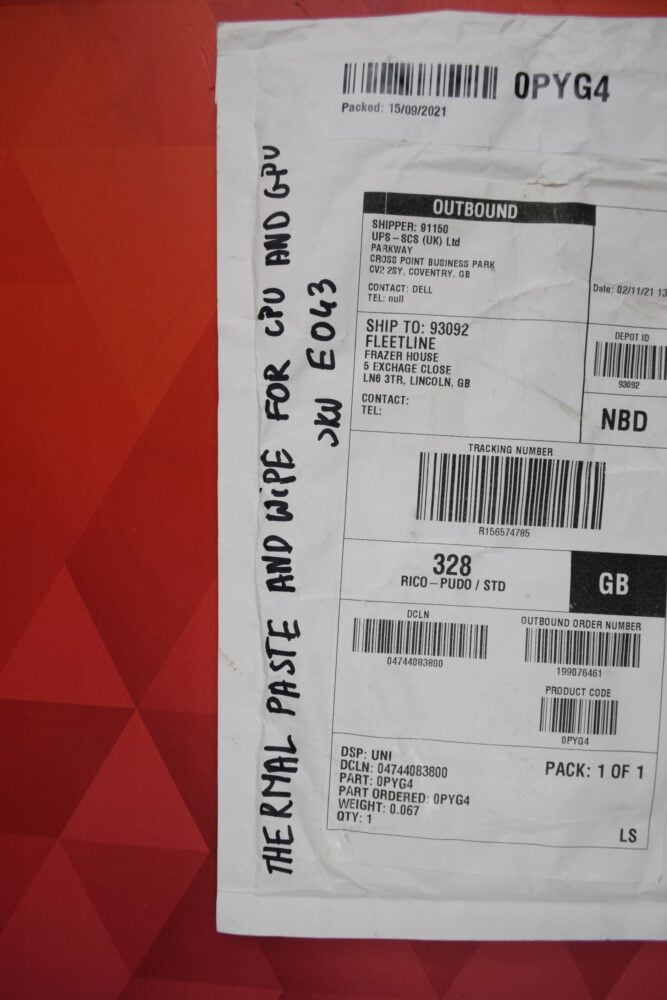 0PYG4
Packed: 15/09/2021
THERMAL PASTE AND WIPE FOR CPU AND GPU
SKU E043
OUTBOUND
SHIPPER: 91150
UPS-SCS (UK) Ltd
PARKWAY
CROSS POINT BUSINESS PARK
CV2 2SY, COVENTRY, GB
CONTACT: DELL
TEL: null
Date: 02/11/21 13
SHIP TO: 93092
FLEETLINE
FRAZER HOUSE
5 EXCHAGE CLOSE
LN6 3TR, LINCOLN, GB
CONTACT:
TEL:
DEPOT ID
93092
NBD
TRACKING NUMBER
R156574785
328
RICO-PUDO / STD
GB
DCLN
04744083800
OUTBOUND ORDER NUMBER
199076461
PRODUCT CODE
0PYG4
DSP: UNI
DCLN: 04744083800
PART: 0PYG4
PART ORDERED: 0PYG4
WEIGHT: 0.067
QTY: 1
PACK: 1 OF 1
LS